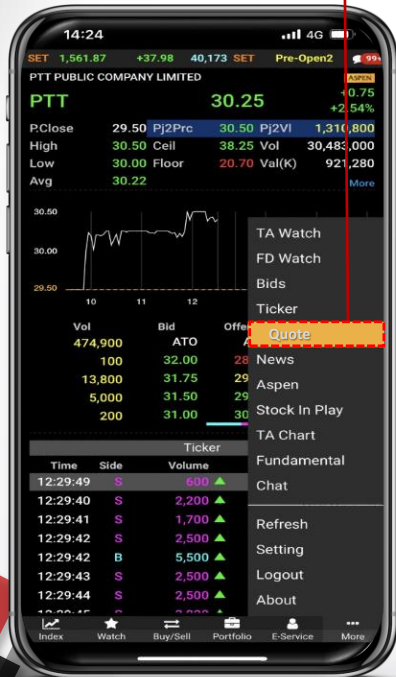 14:24 4G
SET 1,561.87 +37.98 40,173 SET Pre-Open2 99+
PTT PUBLIC COMPANY LIMITED ASPEN
PTT 30.25 +0.75
+2.54%
P.Close 29.50 Pj2Prc 30.50 Pj2Vl 1,310,800
High 30.50 Ceil 38.25 Vol 30,483,000
Low 30.00 Floor 20.70 Val(K) 921,280
Avg 30.22 More
30.50
30.00
29.50
10 11 12
TA Watch
FD Watch
Bids
Ticker
Quote
News
Aspen
Stock In Play
TA Chart
Fundamental
Chat
Refresh
Setting
Logout
About
Vol Bid Offe
474,900 ATO A
100 32.00 28
13,800 31.75 29
5,000 31.50 29
200 31.00 30
Ticker
Time Side Volume
12:29:49 S 600
12:29:40 S 2,200
12:29:41 S 1,700
12:29:42 S 2,500
12:29:42 B 5,500
12:29:43 S 2,500
12:29:44 S 2,500
Index Watch Buy/Sell Portfolio E-Service More